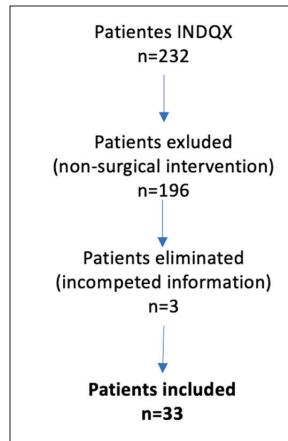 Patientes INDQX
n=232
Patients exluded
(non-surgical intervention)
n=196
Patients eliminated
(incompeted information)
n=3
Patients included
n=33